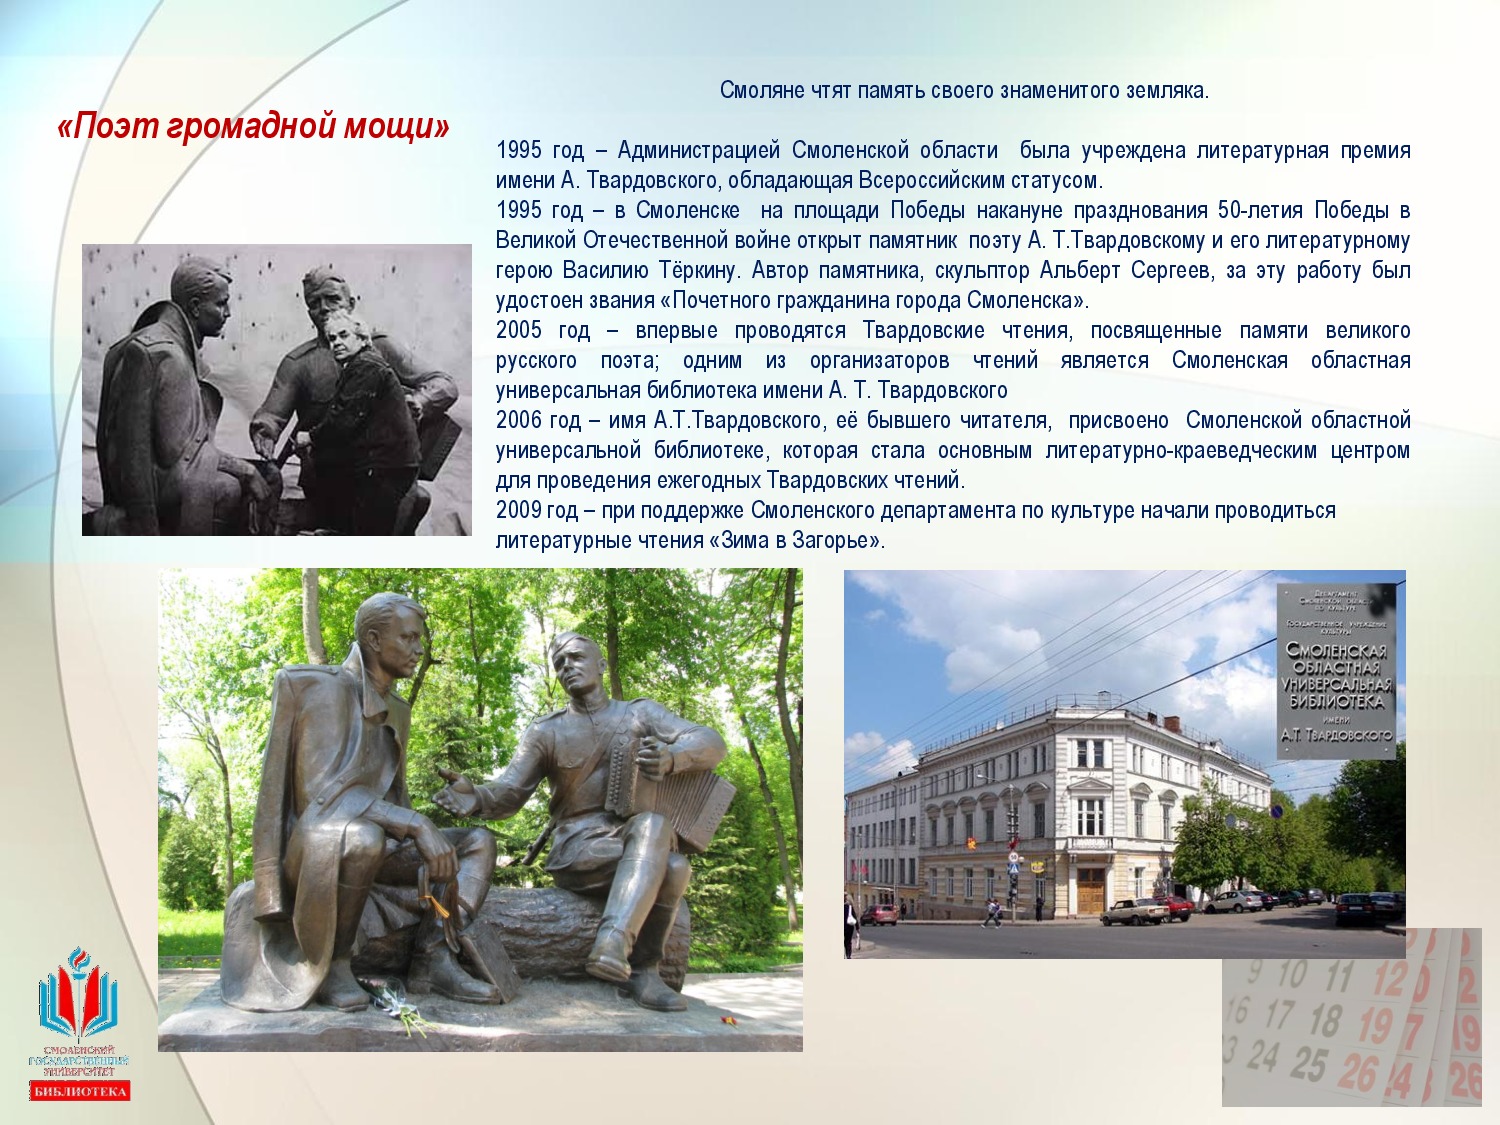 Смоляне чтят память своего знаменитого земляка.
«Поэт громадной мощи»
1995 год – Администрацией Смоленской области была учреждена литературная премия
имени А. Твардовского, обладающая Всероссийским статусом.
1995 год – в Смоленске на площади Победы накануне празднования 50-летия Победы в
Великой Отечественной войне открыт памятник поэту А. Т.Твардовскому и его литературному
герою Василию Тёркину. Автор памятника, скульптор Альберт Сергеев, за эту работу был
удостоен звания «Почетного гражданина города Смоленска».
2005 год – впервые проводятся Твардовские чтения, посвященные памяти великого
русского поэта; одним из организаторов чтений является Смоленская областная
универсальная библиотека имени А. Т. Твардовского
2006 год – имя А.Т.Твардовского, её бывшего читателя, присвоено Смоленской областной
универсальной библиотеке, которая стала основным литературно-краеведческим центром
для проведения ежегодных Твардовских чтений.
2009 год – при поддержке Смоленского департамента по культуре начали проводиться
литературные чтения «Зима в Загорье».
Департамент
Смоленской области
по культуре
Государственное учреждение
культуры
Смоленская
областная
универсальная
библиотека
имени
А.Т. Твардовского
9 10 11 12 2
16 17 18 19 7 19
24 25 26 24 26
СМОЛЕНСКИЙ
ГОСУДАРСТВЕННЫЙ
УНИВЕРСИТЕТ
БИБЛИОТЕКА